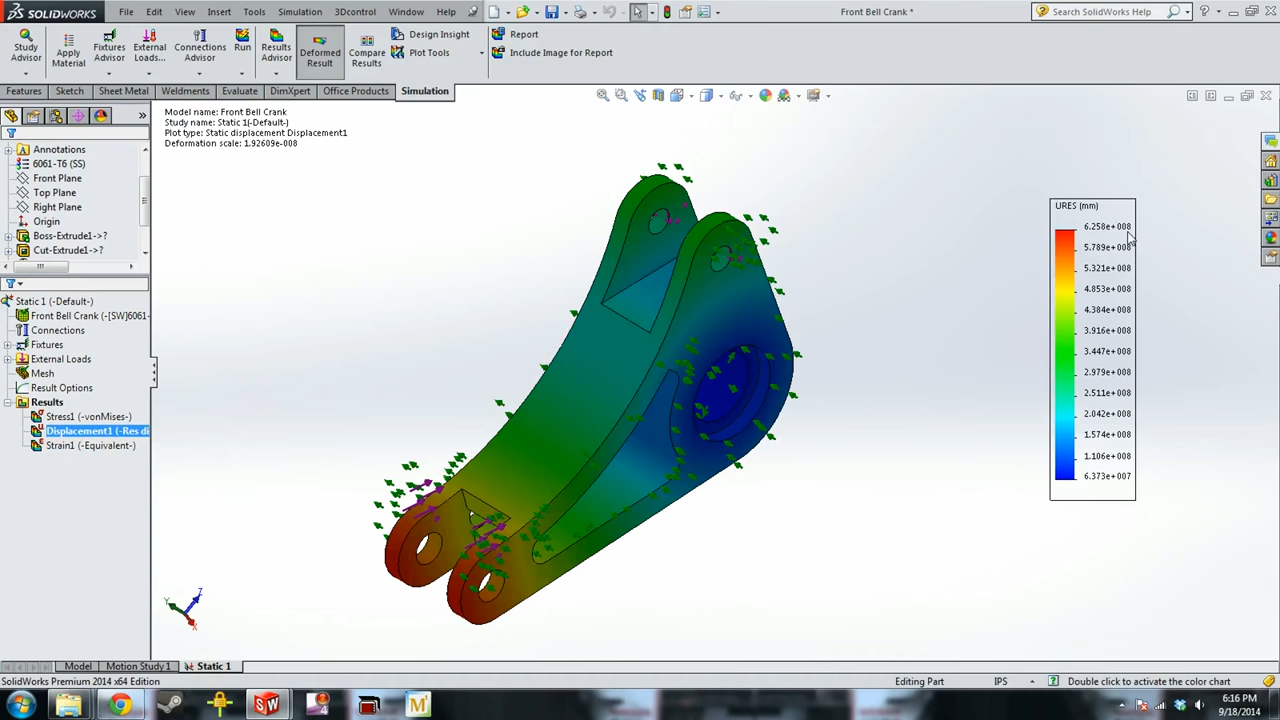 SOLIDWORKS
File Edit View Insert Tools Simulation 3Dcontrol Window Help
Front Bell Crank *
Search SolidWorks Help
Study Advisor
Apply Material
Fixtures Advisor
External Loads...
Connections Advisor
Run
Results Advisor
Deformed Result
Compare Results
Design Insight
Plot Tools
Report
Include Image for Report
Features Sketch Sheet Metal Weldments Evaluate DimXpert Office Products Simulation
Model name: Front Bell Crank
Study name: Static 1(-Default-)
Plot type: Static displacement Displacement1
Deformation scale: 1.92609e-008
Annotations
6061-T6 (SS)
Front Plane
Top Plane
Right Plane
Origin
Boss-Extrude1->?
Cut-Extrude1->?
Static 1 (-Default-)
Front Bell Crank (-[SW]6061-
Connections
Fixtures
External Loads
Mesh
Result Options
Results
Stress1 (-vonMises-)
Displacement1 (-Res di
Strain1 (-Equivalent-)
URES (mm)
6.258e+008
5.789e+008
5.321e+008
4.853e+008
4.384e+008
3.916e+008
3.447e+008
2.979e+008
2.511e+008
2.042e+008
1.574e+008
1.106e+008
6.373e+007
Y
Z
X
Model Motion Study 1 Static 1
SolidWorks Premium 2014 x64 Edition
Editing Part
IPS
Double click to activate the color chart
SW
6:16 PM
9/18/2014